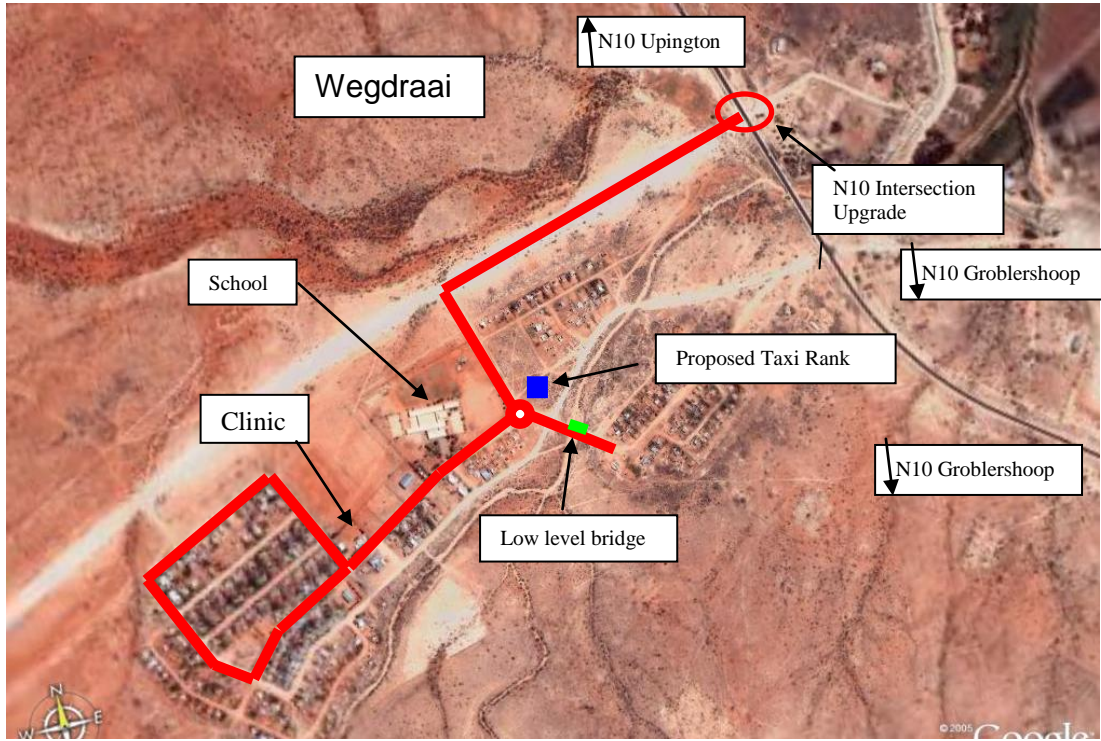 N10 Upington
Wegdraai
N10 Intersection
Upgrade
N10 Groblershoop
School
Proposed Taxi Rank
Clinic
N10 Groblershoop
Low level bridge
N
W
E
© 2005 Google